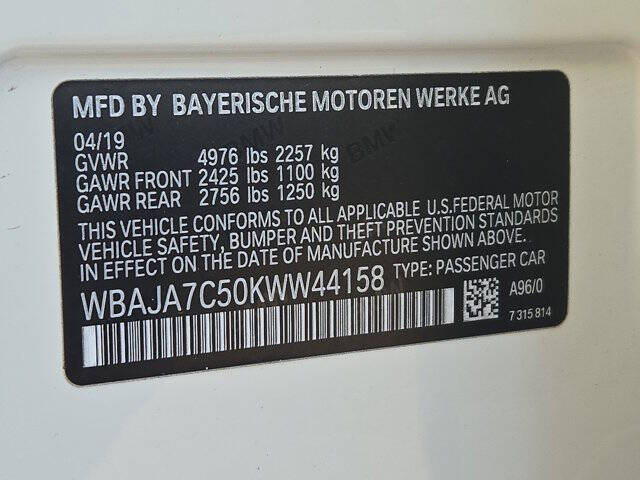 MFD BY BAYERISCHE MOTOREN WERKE AG
04/19
GVWR 4976 lbs 2257 kg
GAWR FRONT 2425 lbs 1100 kg
GAWR REAR 2756 lbs 1250 kg
THIS VEHICLE CONFORMS TO ALL APPLICABLE U.S.FEDERAL MOTOR
VEHICLE SAFETY, BUMPER AND THEFT PREVENTION STANDARDS
IN EFFECT ON THE DATE OF MANUFACTURE SHOWN ABOVE.
WBAJA7C50KWW44158 TYPE: PASSENGER CAR
A96/0
7 315 814
BMW
BMW
BMW